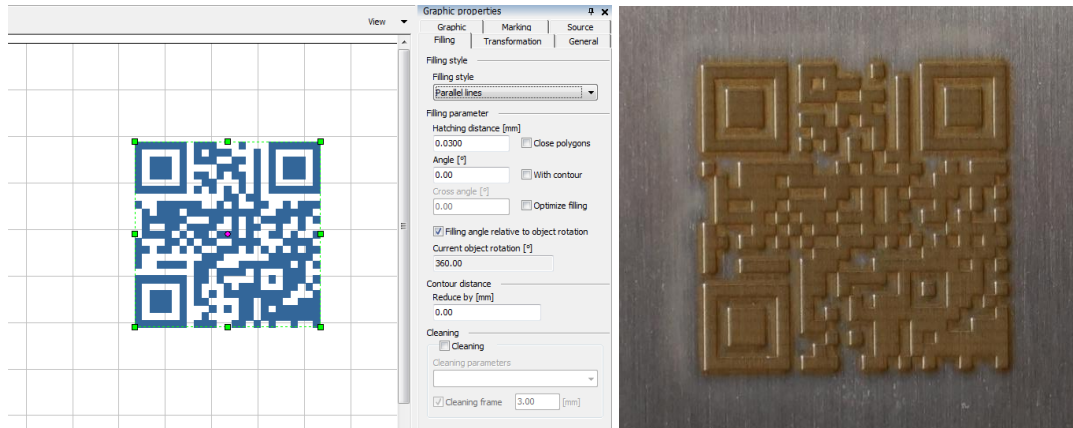 View
Graphic properties
Graphic Marking Source
Filling Transformation General
Filling style
Filling style
Parallel lines
Filling parameter
Hatching distance [mm]
0.0300 Close polygons
Angle [°]
0.00 With contour
Cross angle [°]
0.00 Optimize filling
Filling angle relative to object rotation
Current object rotation [°]
360.00
Contour distance
Reduce by [mm]
0.00
Cleaning
Cleaning
Cleaning parameters
Cleaning frame 3.00 [mm]